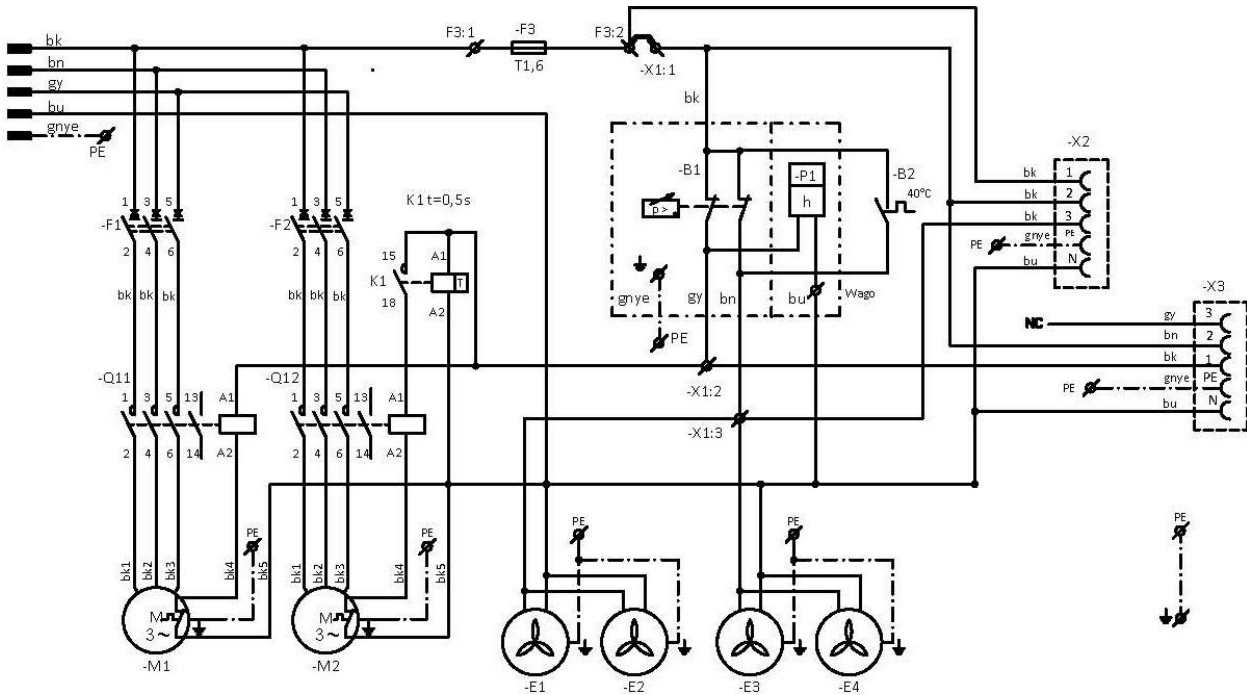 F3:1
-F3
F3:2
T1,6
-X1:1
bk
bn
gy
bu
gnye
PE
bk
-X2
bk 1
bk 2
bk 3
PE gnye PE
bu N
-B1
-P1
-B2
p>
h
40°C
gnye
gy
bn
bu
Wago
PE
-X1:2
-X1:3
1 3 5
-F1
2 4 6
bk bk bk
1 3 5
-F2
2 4 6
bk bk bk
K1 t=0,5s
15
A1
K1
T
18
A2
-X3
NC
gy 3
bn 2
bk 1
PE gnye PE
bu N
-Q11
1 3 5 13 A1
2 4 6 14 A2
-Q12
1 3 5 13 A1
2 4 6 14 A2
PE
bk1 bk2 bk3 bk4 bk5
M
3~
-M1
PE
bk1 bk2 bk3 bk4 bk5
M
3~
-M2
PE
-E1
-E2
PE
-E3
-E4
PE